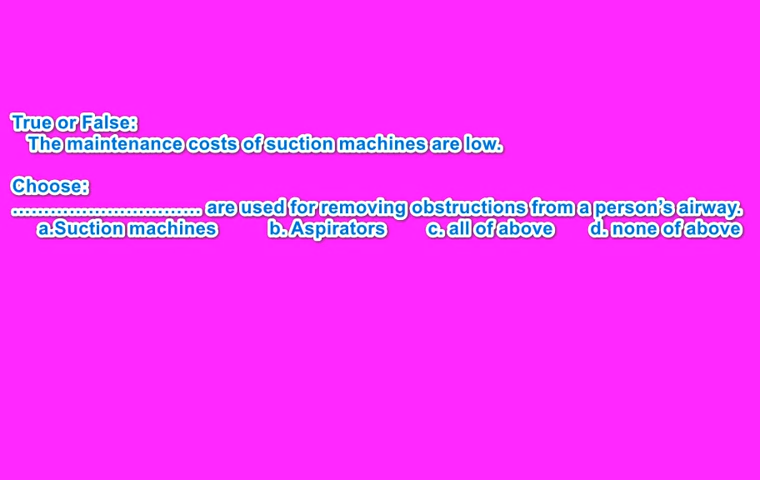 True or False:
The maintenance costs of suction machines are low.
Choose:
................................ are used for removing obstructions from a person's airway.
a.Suction machines b. Aspirators c. all of above d. none of above